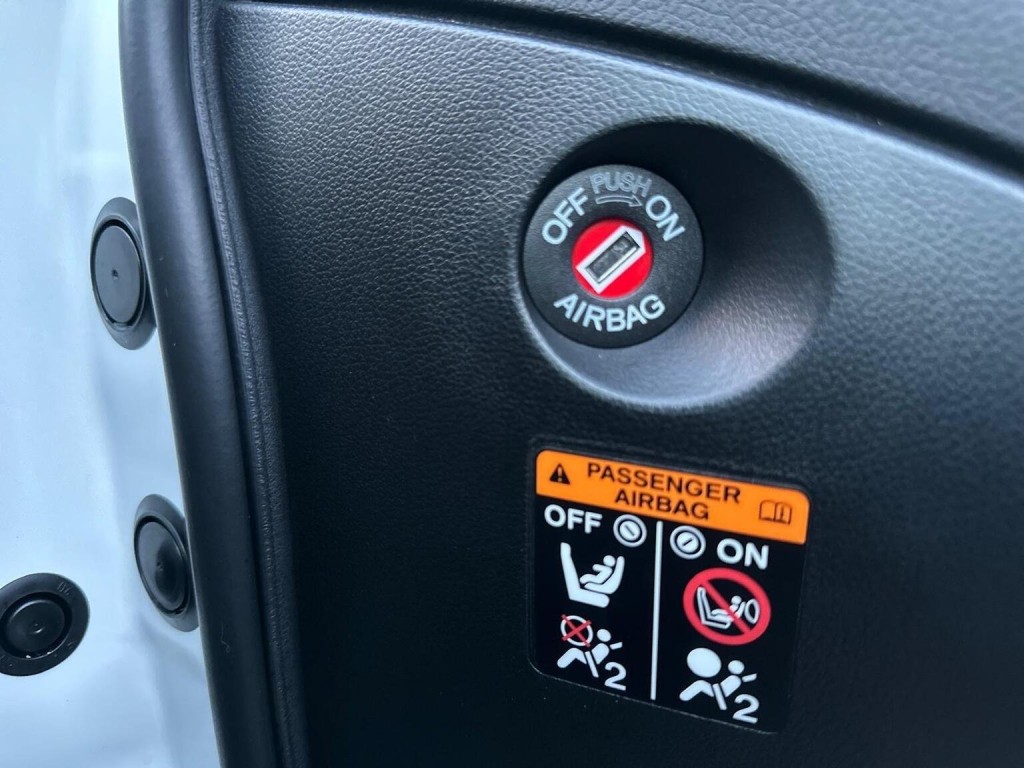 PUSH
OFF ON
AIRBAG
PASSENGER
AIRBAG
OFF ON
2 2